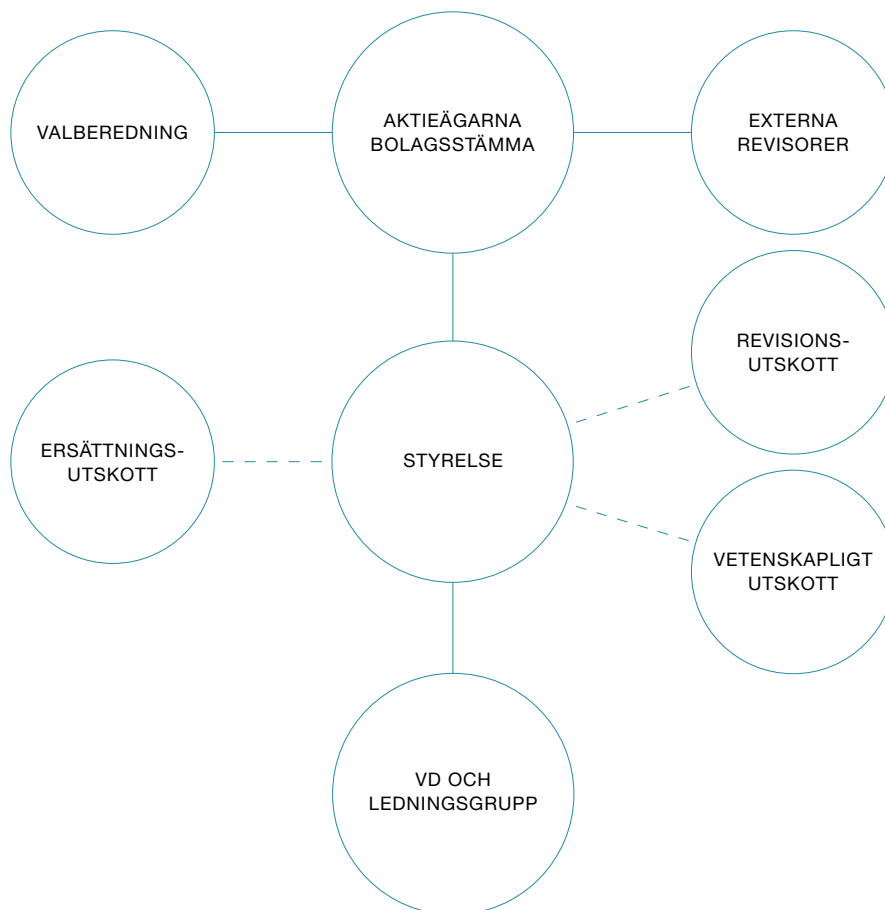 VALBEREDNING
AKTIEÄGARNA
BOLAGSSTÄMMA
EXTERNA
REVISORER
REVISIONS-
UTSKOTT
ERSÄTTNINGS-
UTSKOTT
STYRELSE
VETENSKAPLIGT
UTSKOTT
VD OCH
LEDNINGSGRUPP